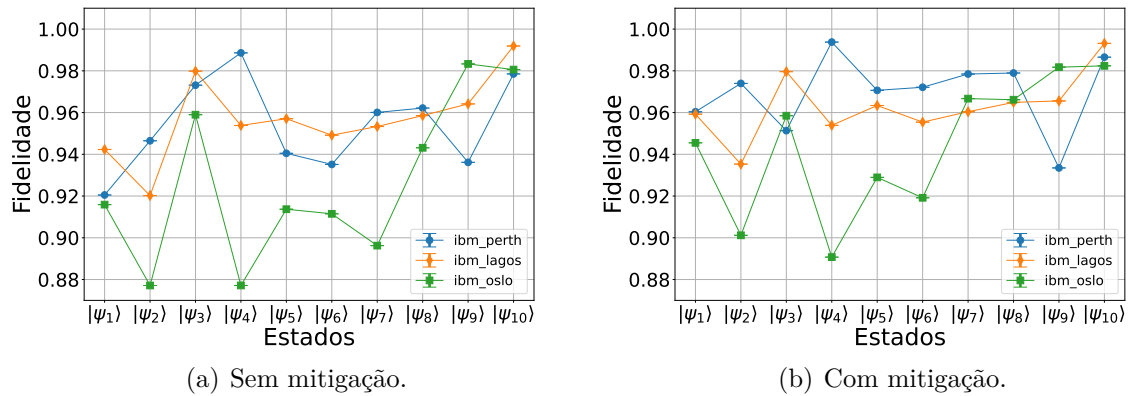 1.00
0.98
0.96
0.94
0.92
0.90
0.88
Fidelidade
ibm_perth
ibm_lagos
ibm_oslo
|ψ₁⟩ |ψ₂⟩ |ψ₃⟩ |ψ₄⟩ |ψ₅⟩ |ψ₆⟩ |ψ₇⟩ |ψ₈⟩ |ψ₉⟩ |ψ₁₀⟩
Estados
(a) Sem mitigação.
1.00
0.98
0.96
0.94
0.92
0.90
0.88
Fidelidade
ibm_perth
ibm_lagos
ibm_oslo
|ψ₁⟩ |ψ₂⟩ |ψ₃⟩ |ψ₄⟩ |ψ₅⟩ |ψ₆⟩ |ψ₇⟩ |ψ₈⟩ |ψ₉⟩ |ψ₁₀⟩
Estados
(b) Com mitigação.